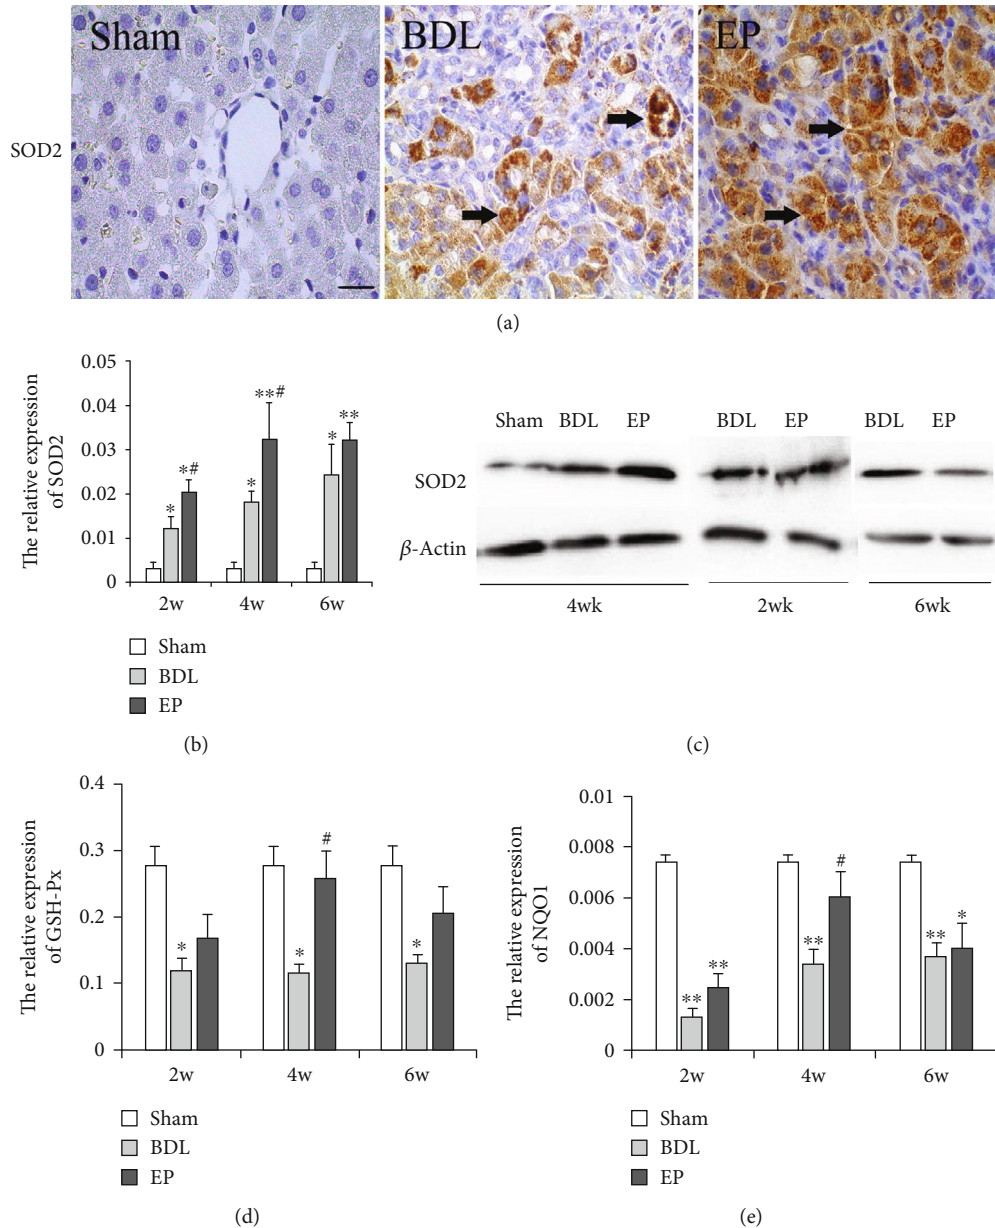 Sham
BDL
EP
SOD2
(a)
The relative expression
of SOD2
0.05
0.04
0.03
0.02
0.01
0
*
*#
*
**#
*
**
2w
4w
6w
Sham
BDL
EP
(b)
Sham BDL EP BDL EP BDL EP
SOD2
β-Actin
4wk 2wk 6wk
(c)
The relative expression
of GSH-Px
0.4
0.3
0.2
0.1
0
*
*
#
*
2w
4w
6w
Sham
BDL
EP
(d)
The relative expression
of NQO1
0.01
0.008
0.006
0.004
0.002
0
**
**
**
#
**
*
2w
4w
6w
Sham
BDL
EP
(e)